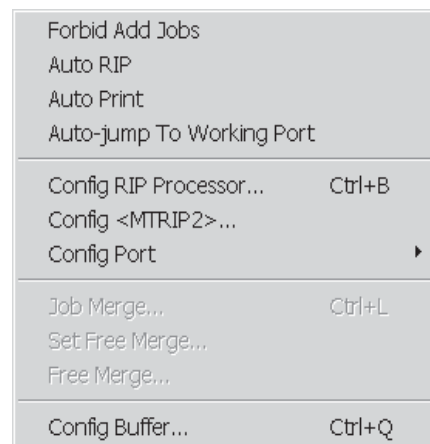 Forbid Add Jobs
Auto RIP
Auto Print
Auto-jump To Working Port
Config RIP Processor... Ctrl+B
Config <MTRIP2>...
Config Port
Job Merge... Ctrl+L
Set Free Merge...
Free Merge...
Config Buffer... Ctrl+Q